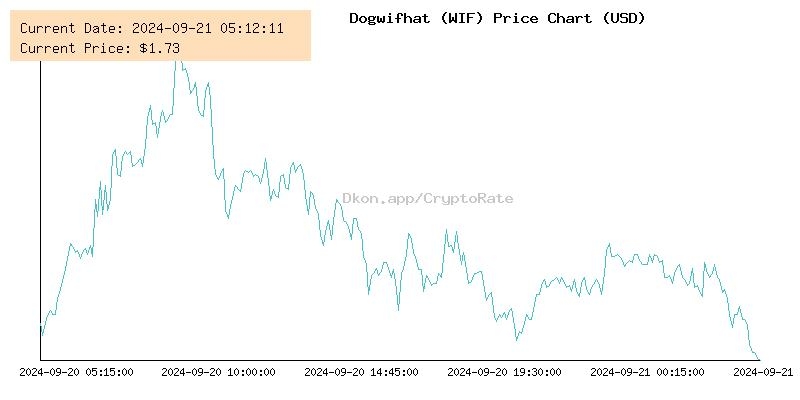 Dogwifhat (WIF) Price Chart (USD)
Current Date: 2024-09-21 05:12:11
Current Price: $1.73
Dkon.app/CryptoRate
2024-09-20 05:15:00 2024-09-20 10:00:00 2024-09-20 14:45:00 2024-09-20 19:30:00 2024-09-21 00:15:00 2024-09-21